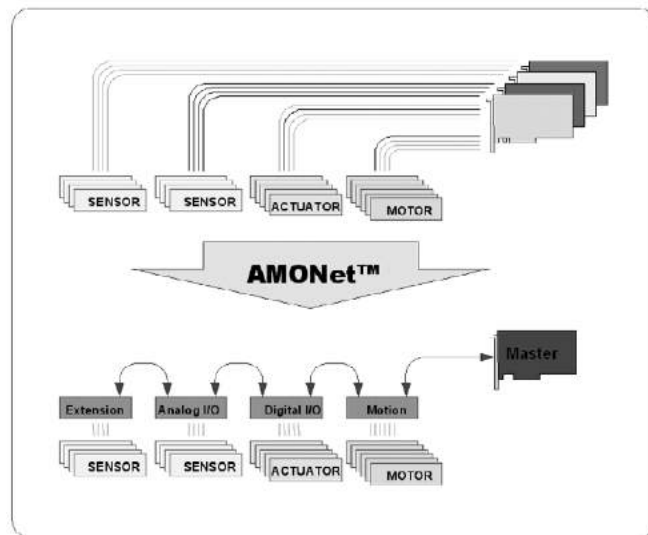 SENSOR SENSOR ACTUATOR MOTOR
AMONet™
Master
Extension Analog I/O Digital I/O Motion
SENSOR SENSOR ACTUATOR MOTOR